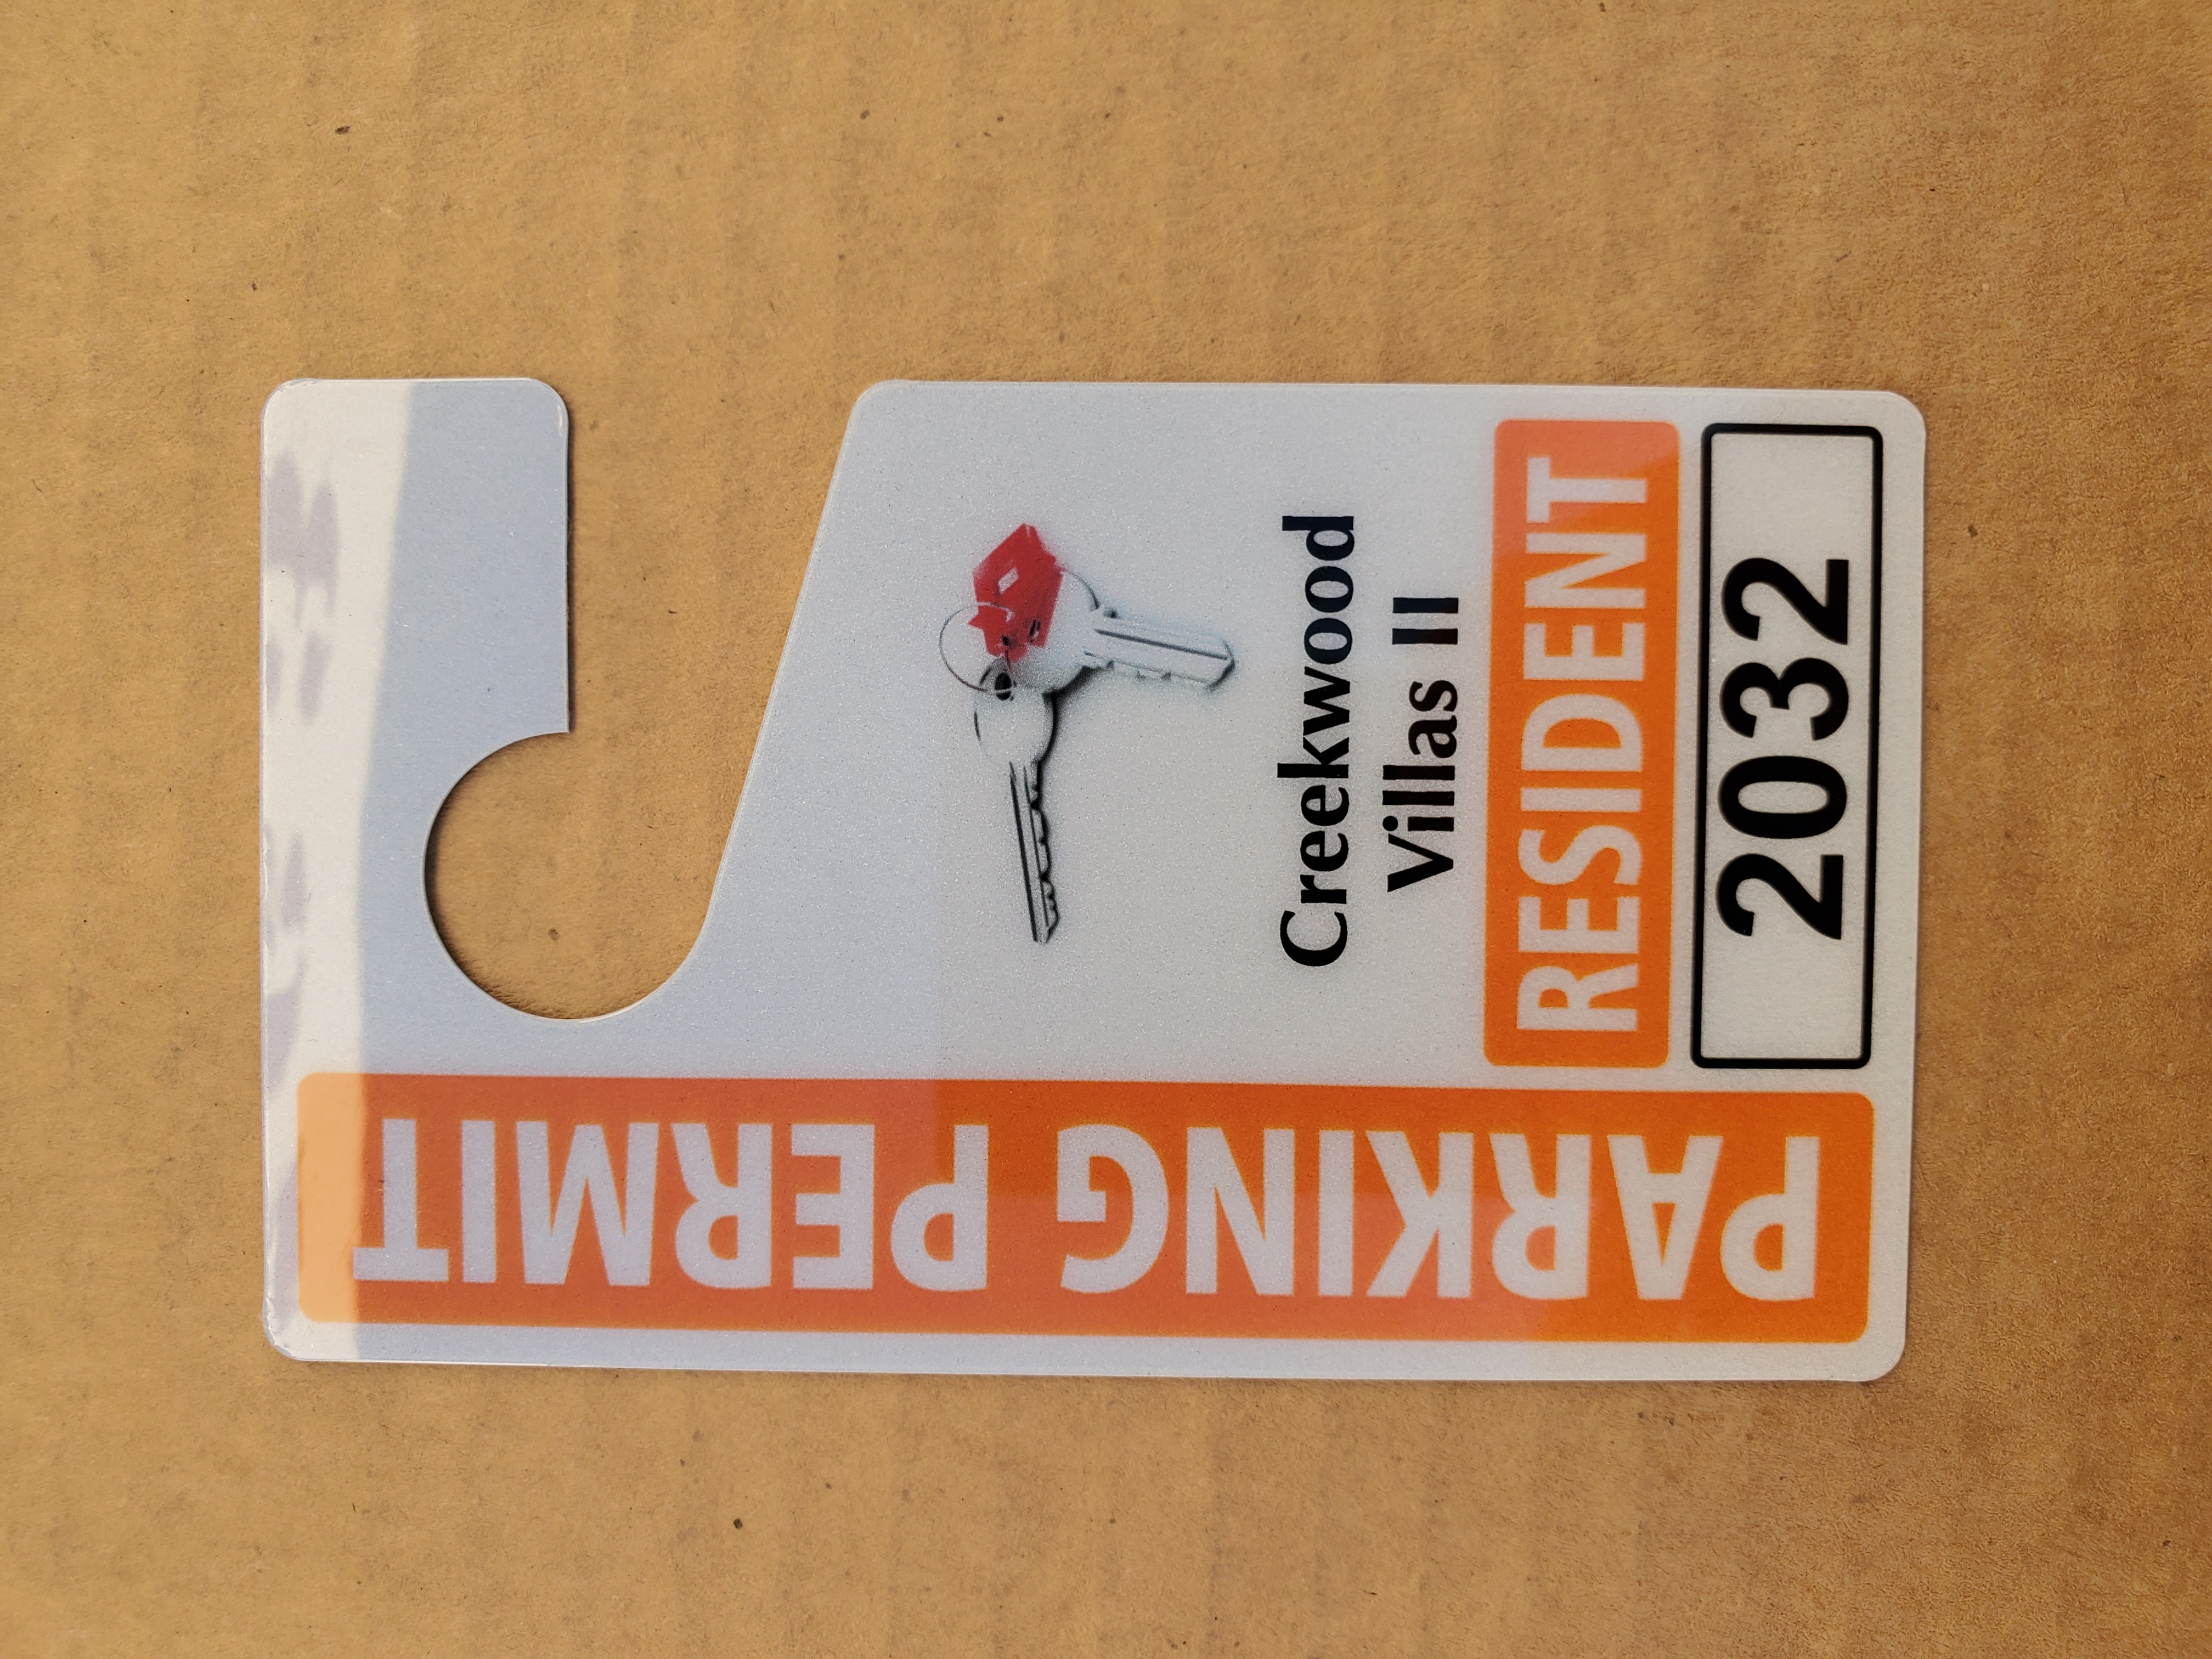 PARKING PERMIT
Creekwood
Villas II
RESIDENT
2032